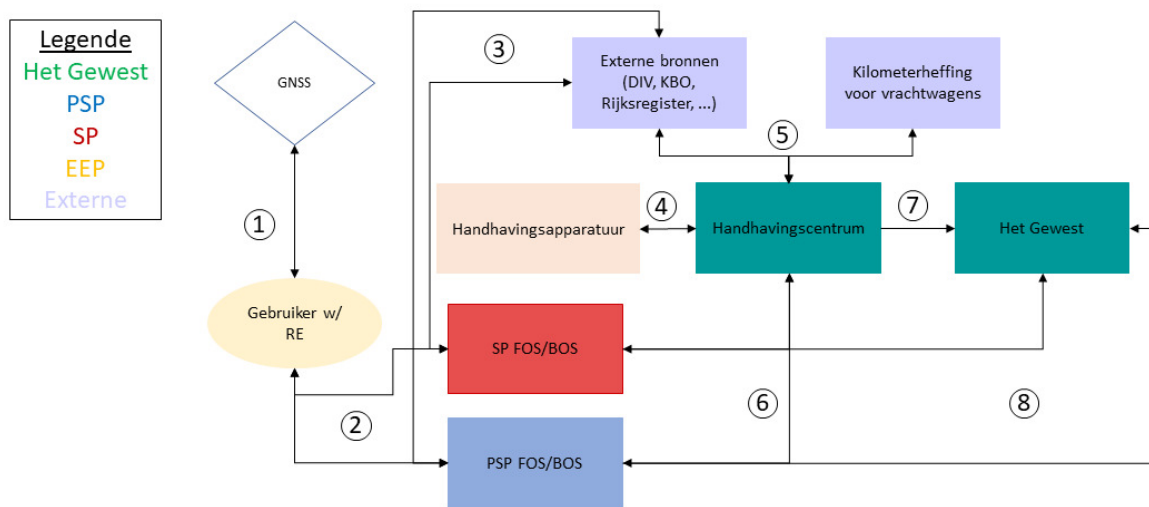 Legende
Het Gewest
PSP
SP
EEP
Externe
GNSS
3
Externe bronnen
(DIV, KBO,
Rijksregister, ...)
Kilometerheffing
voor vrachtwagens
5
1
4
7
Handhavingsapparatuur
Handhavingscentrum
Het Gewest
Gebruiker w/
RE
SP FOS/BOS
2
6
8
PSP FOS/BOS